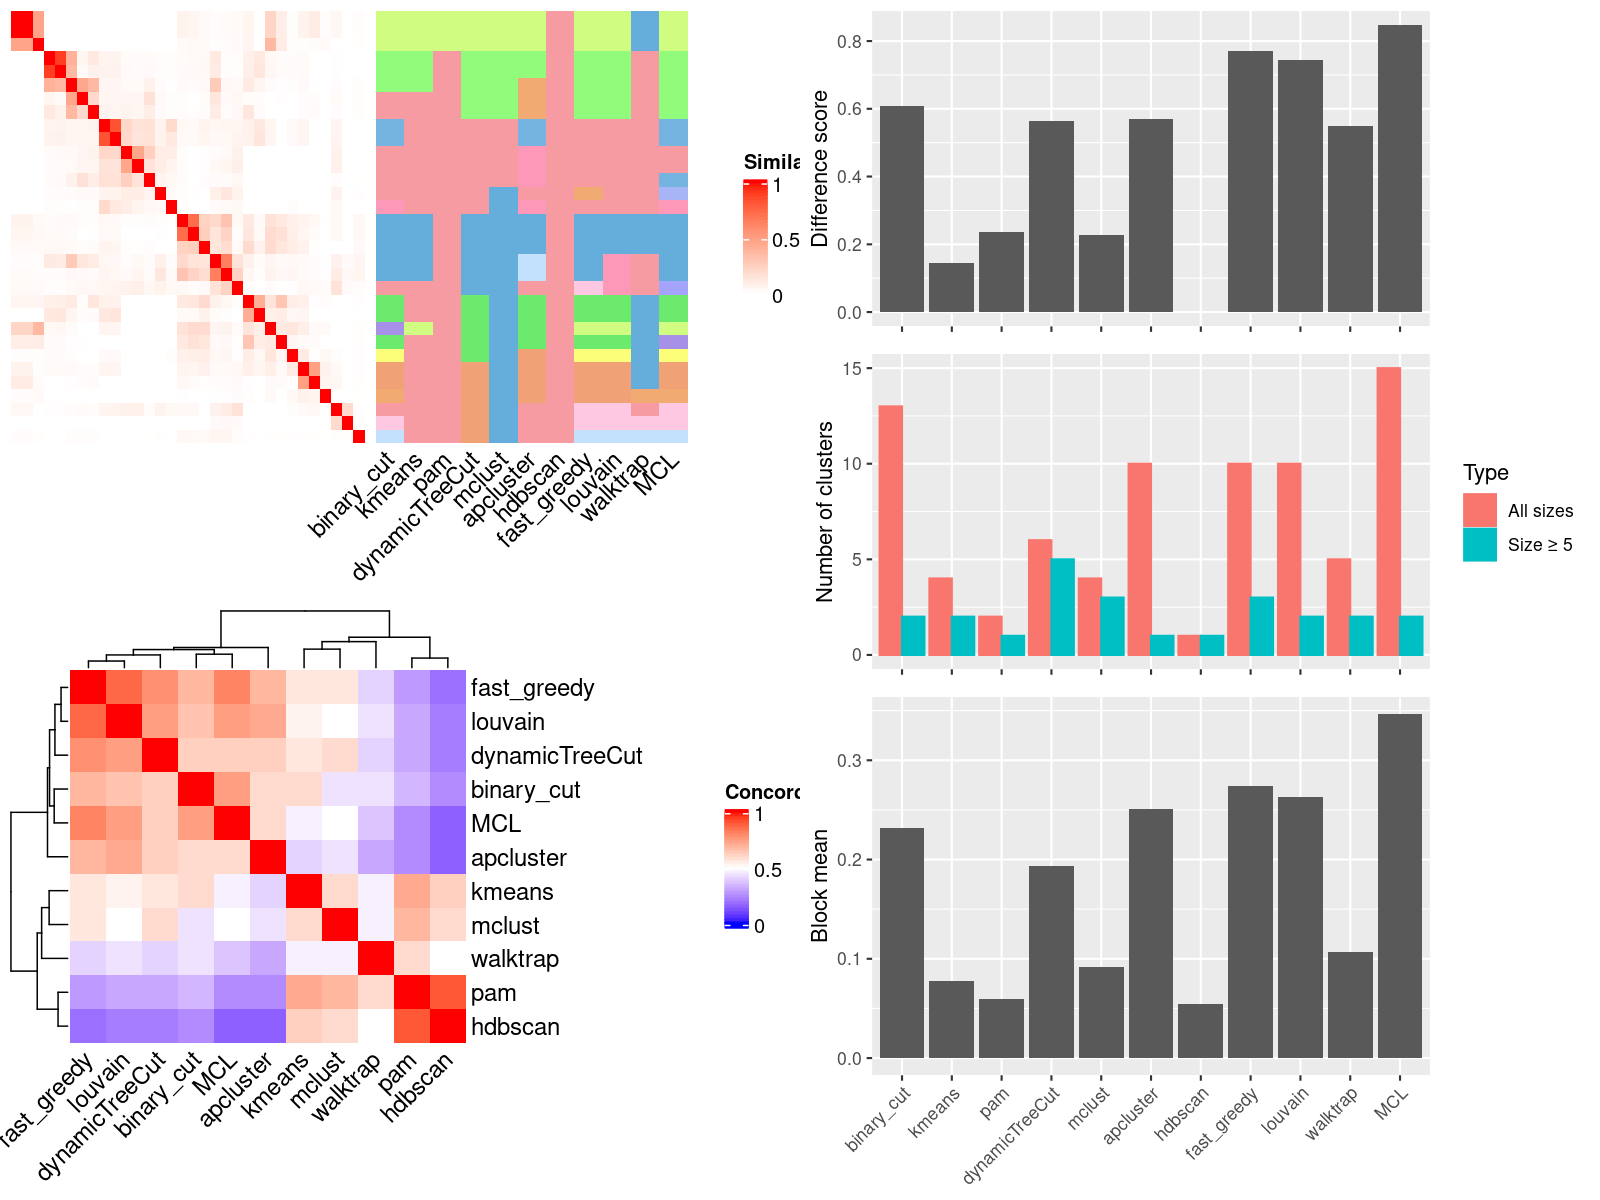 Simila
1
0.5
0
binary_cut
kmeans
pam
dynamicTreeCut
mclust
apcluster
hdbscan
fast_greedy
louvain
walktrap
MCL
Difference score
0.8
0.6
0.4
0.2
0.0
Number of clusters
15
10
5
0
Type
All sizes
Size ≥ 5
fast_greedy
louvain
dynamicTreeCut
binary_cut
MCL
apcluster
kmeans
mclust
walktrap
pam
hdbscan
fast_greedy
louvain
dynamicTreeCut
binary_cut
MCL
apcluster
kmeans
mclust
walktrap
pam
hdbscan
Concord
1
0.5
0
Block mean
0.3
0.2
0.1
0.0
binary_cut
kmeans
pam
dynamicTreeCut
mclust
apcluster
hdbscan
fast_greedy
louvain
walktrap
MCL